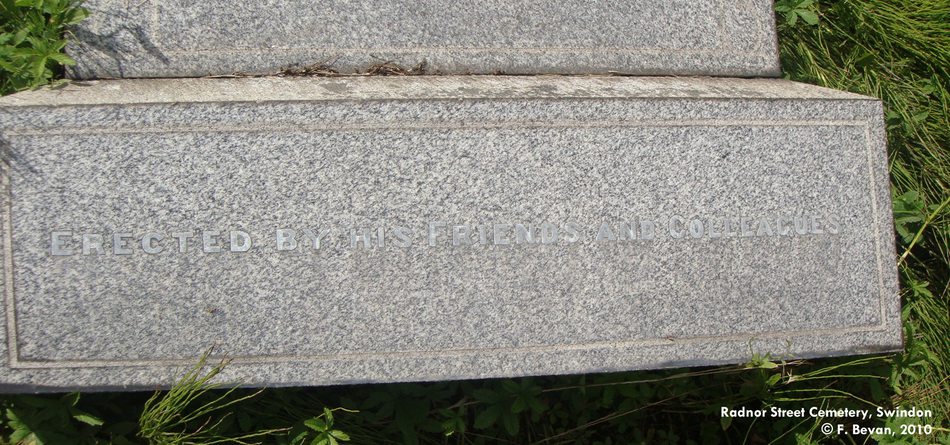 ERECTED BY HIS FRIENDS AND COLLEAGUES.
Radnor Street Cemetery, Swindon
© F. Bevan, 2010